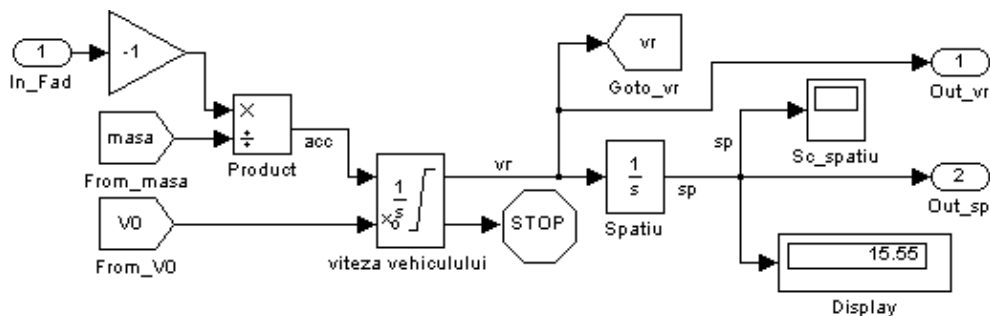 1
In_Fad
-1
masa
From_masa
×
÷
Product
acc
V0
From_V0
1
s
xo
viteza vehiculului
STOP
vr
vr
Goto_vr
1
s
Spatiu
sp
sp
Sc_spatiu
1
Out_vr
2
Out_sp
15.55
Display